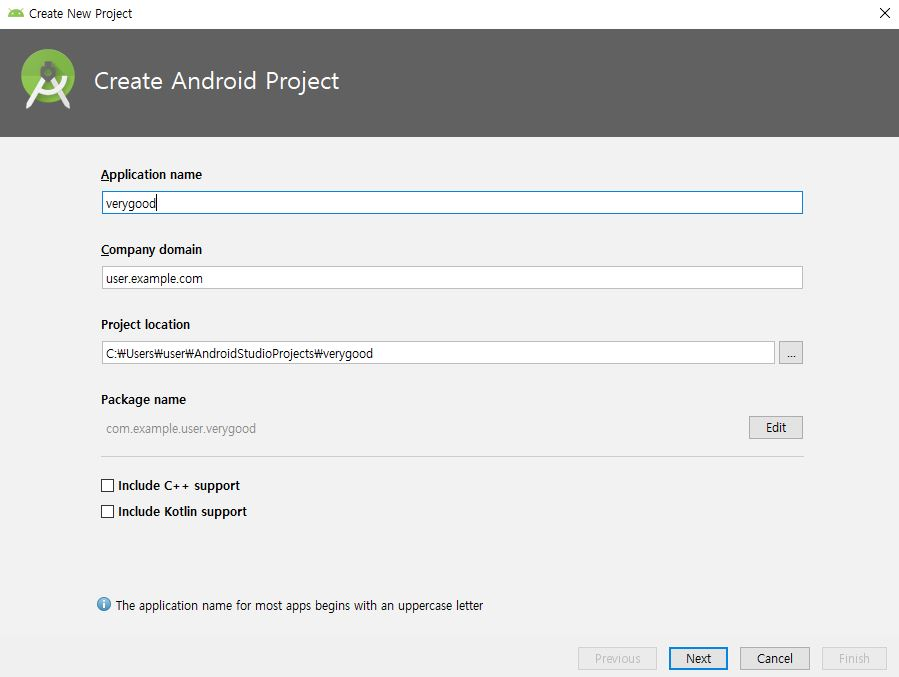 Create New Project
Create Android Project
Application name
verygood
Company domain
user.example.com
Project location
C:₩Users₩user₩AndroidStudioProjects₩verygood
...
Package name
com.example.user.verygood
Edit
Include C++ support
Include Kotlin support
The application name for most apps begins with an uppercase letter
Previous Next Cancel Finish